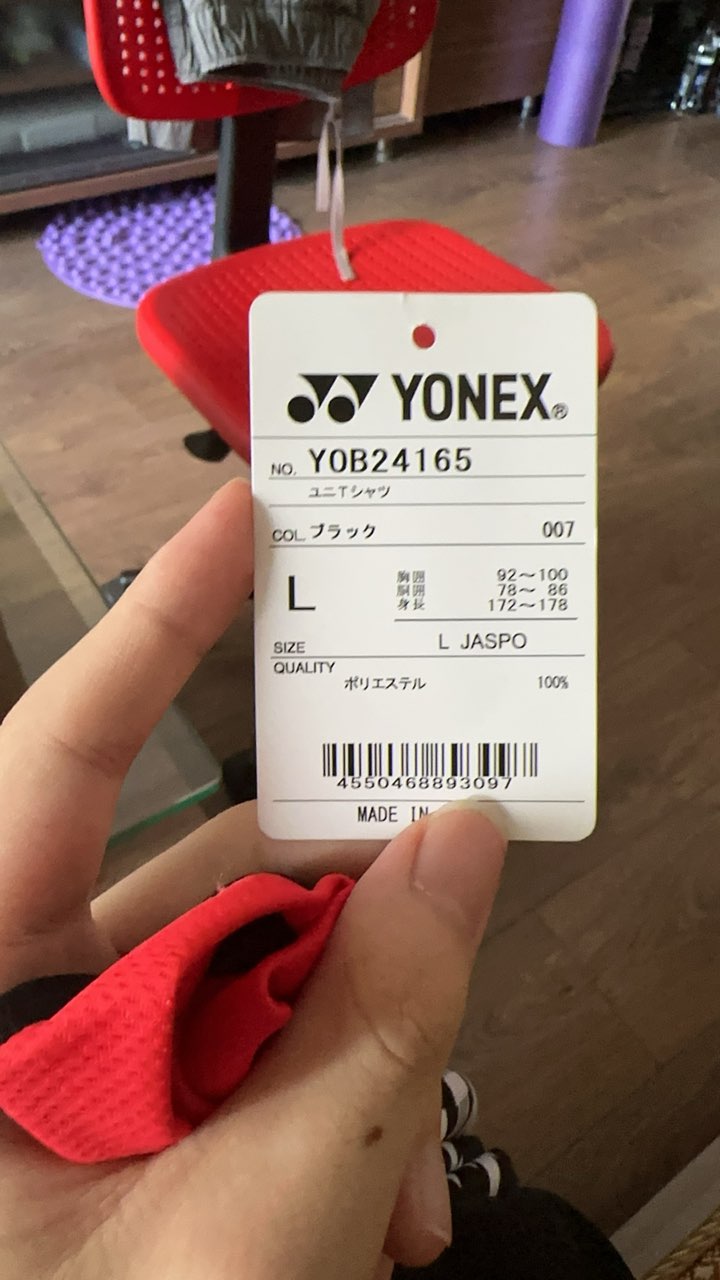 YONEX®
NO. YOB24165
ユニTシャツ
COL. ブラック 007
L 胸囲 92～100
胴囲 78～ 86
身長 172～178
SIZE L JASPO
QUALITY
ポリエステル 100%
4550468893097
MADE IN